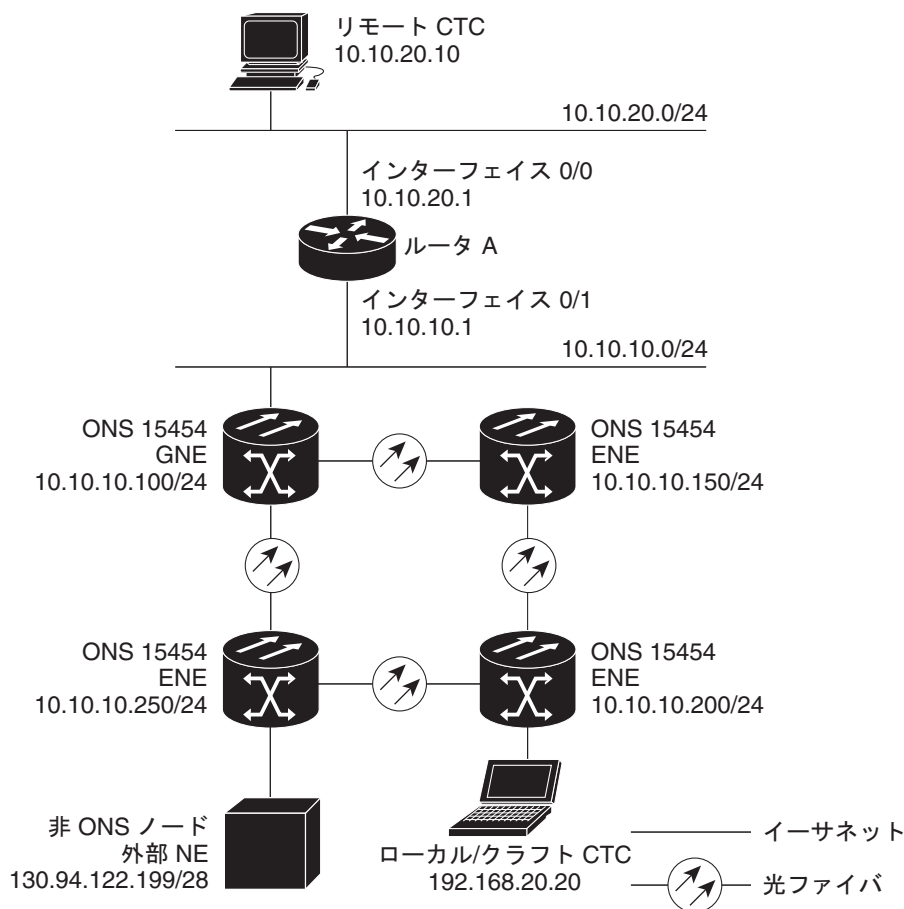 リモート CTC
10.10.20.10
10.10.20.0/24
インターフェイス 0/0
10.10.20.1
ルータ A
インターフェイス 0/1
10.10.10.1
10.10.10.0/24
ONS 15454
GNE
10.10.10.100/24
ONS 15454
ENE
10.10.10.150/24
ONS 15454
ENE
10.10.10.250/24
ONS 15454
ENE
10.10.10.200/24
非 ONS ノード
外部 NE
130.94.122.199/28
ローカル/クラフト CTC
192.168.20.20
イーサネット
光ファイバ